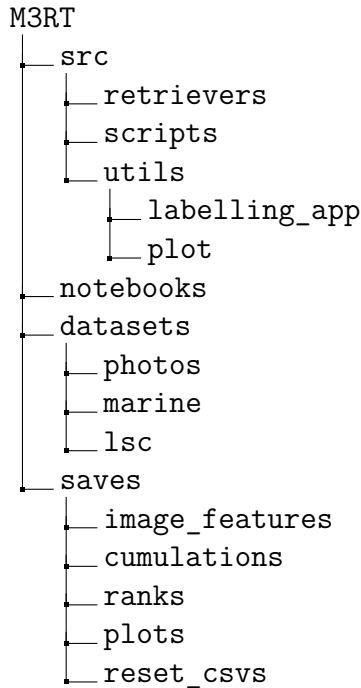 M3RT
src
retrievers
scripts
utils
labelling_app
plot
notebooks
datasets
photos
marine
lsc
saves
image_features
cumulations
ranks
plots
reset_csvs